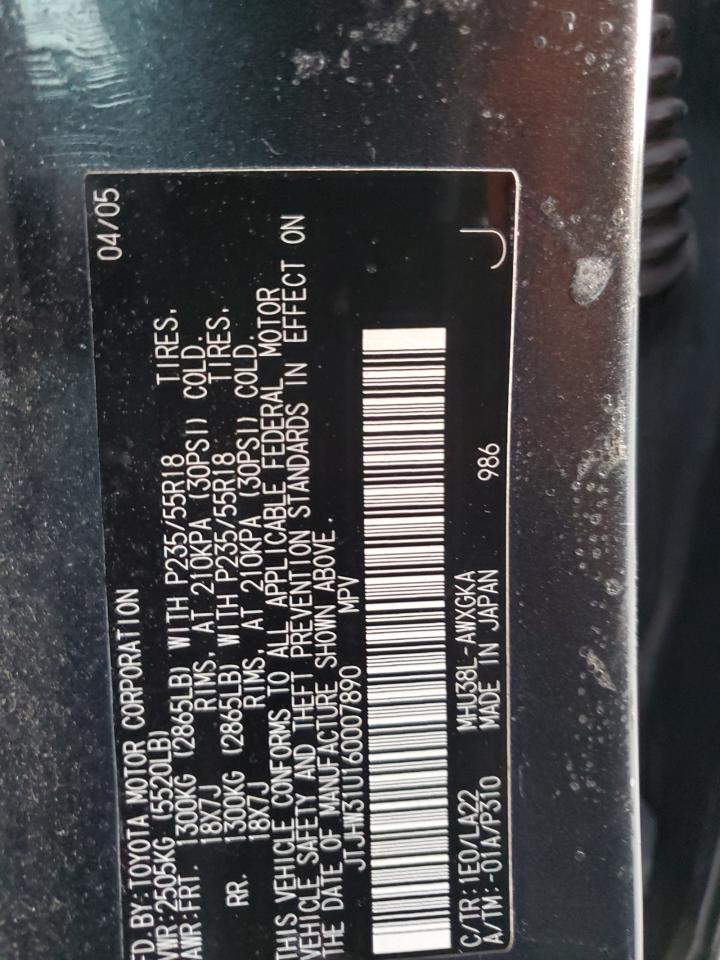 FD.BY:TOYOTA MOTOR CORPORATION 04/05
VWR:2505KG (5520LB)
AWR:FRT. 1300KG (2865LB) WITH P235/55R18 TIRES,
18X7J RIMS, AT 210KPA (30PSI) COLD.
RR. 1300KG (2865LB) WITH P235/55R18 TIRES,
18X7J RIMS, AT 210KPA (30PSI) COLD.
THIS VEHICLE CONFORMS TO ALL APPLICABLE FEDERAL MOTOR
VEHICLE SAFETY AND THEFT PREVENTION STANDARDS IN EFFECT ON
THE DATE OF MANUFACTURE SHOWN ABOVE.
JTJHW31U160007890 MPV
C/TR:1E0/LA22 MHU38L-AWXGKA
A/TM:-01A/P310 MADE IN JAPAN 986
J